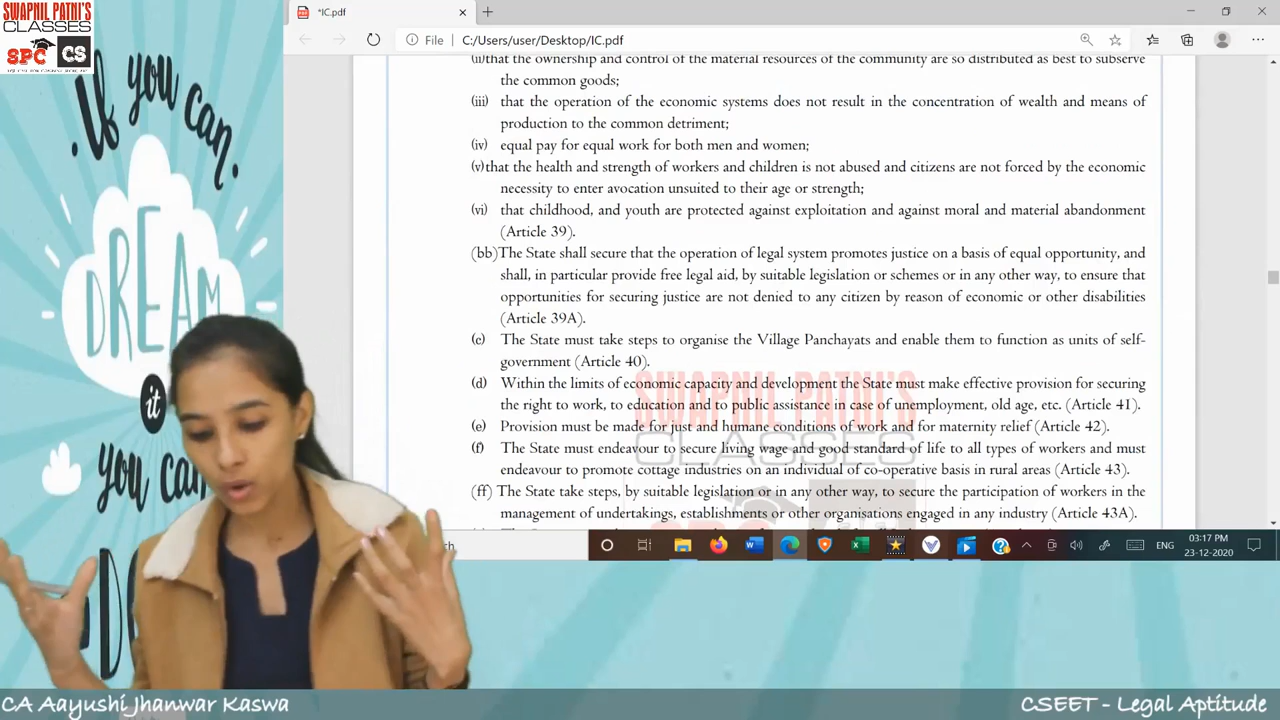 SWAPNIL PATNI'S
CLASSES
SPC CS
If you can
DREAM
it
you can
DO
*IC.pdf
File C:/Users/user/Desktop/IC.pdf
(ii)that the ownership and control of the material resources of the community are so distributed as best to subserve
the common goods;
(iii) that the operation of the economic systems does not result in the concentration of wealth and means of
production to the common detriment;
(iv) equal pay for equal work for both men and women;
(v)that the health and strength of workers and children is not abused and citizens are not forced by the economic
necessity to enter avocation unsuited to their age or strength;
(vi) that childhood, and youth are protected against exploitation and against moral and material abandonment
(Article 39).
(bb)The State shall secure that the operation of legal system promotes justice on a basis of equal opportunity, and
shall, in particular provide free legal aid, by suitable legislation or schemes or in any other way, to ensure that
opportunities for securing justice are not denied to any citizen by reason of economic or other disabilities
(Article 39A).
(c) The State must take steps to organise the Village Panchayats and enable them to function as units of self-
government (Article 40).
(d) Within the limits of economic capacity and development the State must make effective provision for securing
the right to work, to education and to public assistance in case of unemployment, old age, etc. (Article 41).
(e) Provision must be made for just and humane conditions of work and for maternity relief (Article 42).
(f) The State must endeavour to secure living wage and good standard of life to all types of workers and must
endeavour to promote cottage industries on an individual of co-operative basis in rural areas (Article 43).
(ff) The State take steps, by suitable legislation or in any other way, to secure the participation of workers in the
management of undertakings, establishments or other organisations engaged in any industry (Article 43A).
SWAPNIL PATNI'S
CLASSES
ENG
03:17 PM
23-12-2020
CA Aayushi Jhanwar Kaswa
CSEET - Legal Aptitude